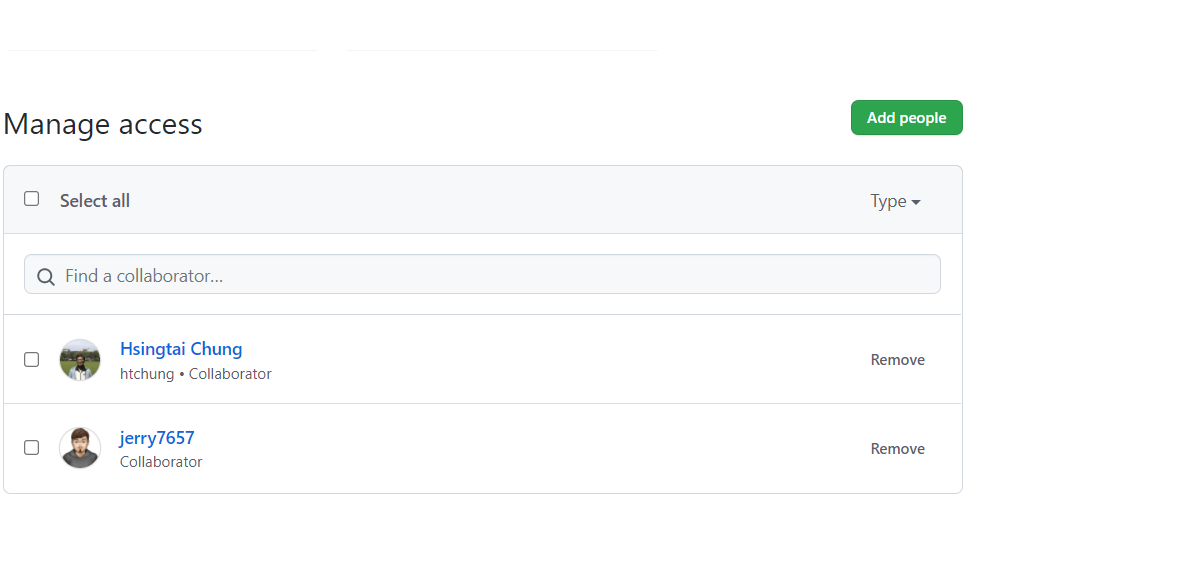 Manage access
Add people
Select all
Type
Find a collaborator...
Hsingtai Chung
htchung • Collaborator
Remove
jerry7657
Collaborator
Remove